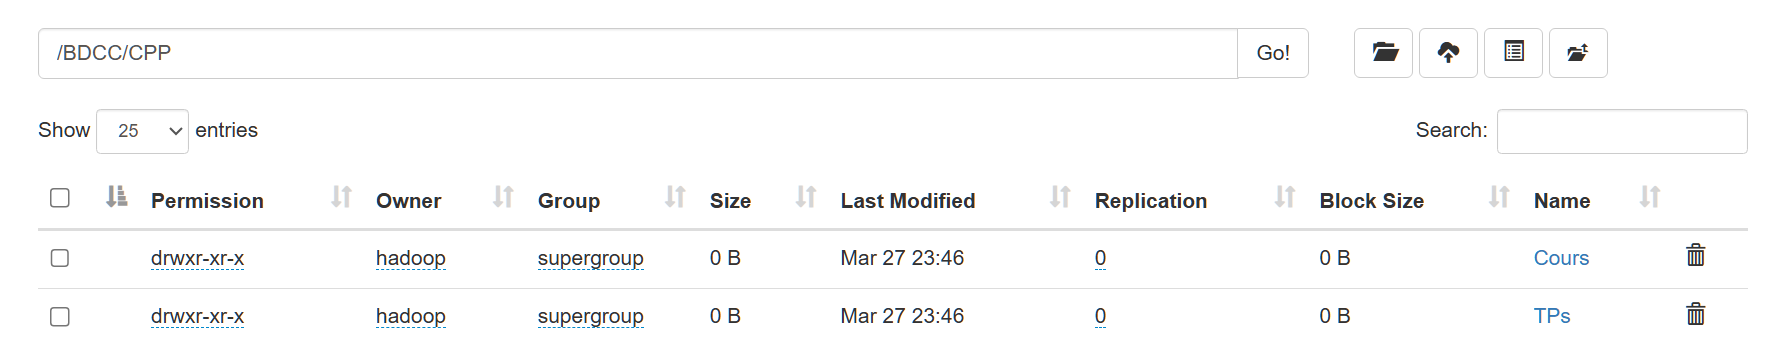 /BDCC/CPP Go!
Show 25 entries Search:
Permission Owner Group Size Last Modified Replication Block Size Name
drwxr-xr-x hadoop supergroup 0 B Mar 27 23:46 0 0 B Cours
drwxr-xr-x hadoop supergroup 0 B Mar 27 23:46 0 0 B TPs